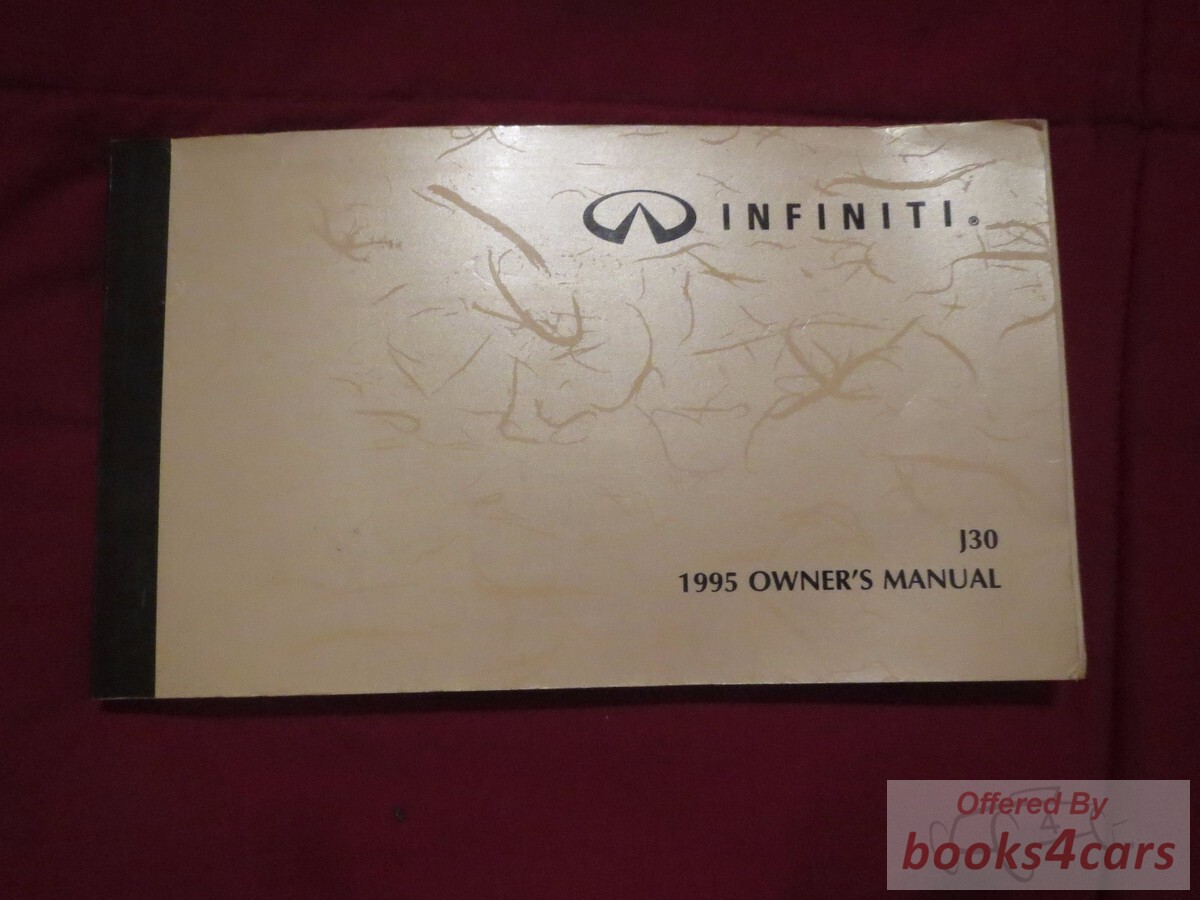 INFINITI®
J30
1995 OWNER'S MANUAL
Offered By
books4cars